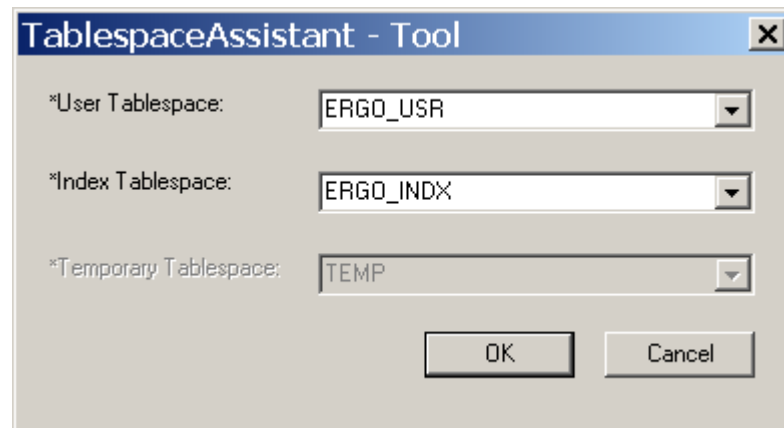 TablespaceAssistant - Tool
*User Tablespace: ERGO_USR
*Index Tablespace: ERGO_INDX
*Temporary Tablespace: TEMP
OK Cancel